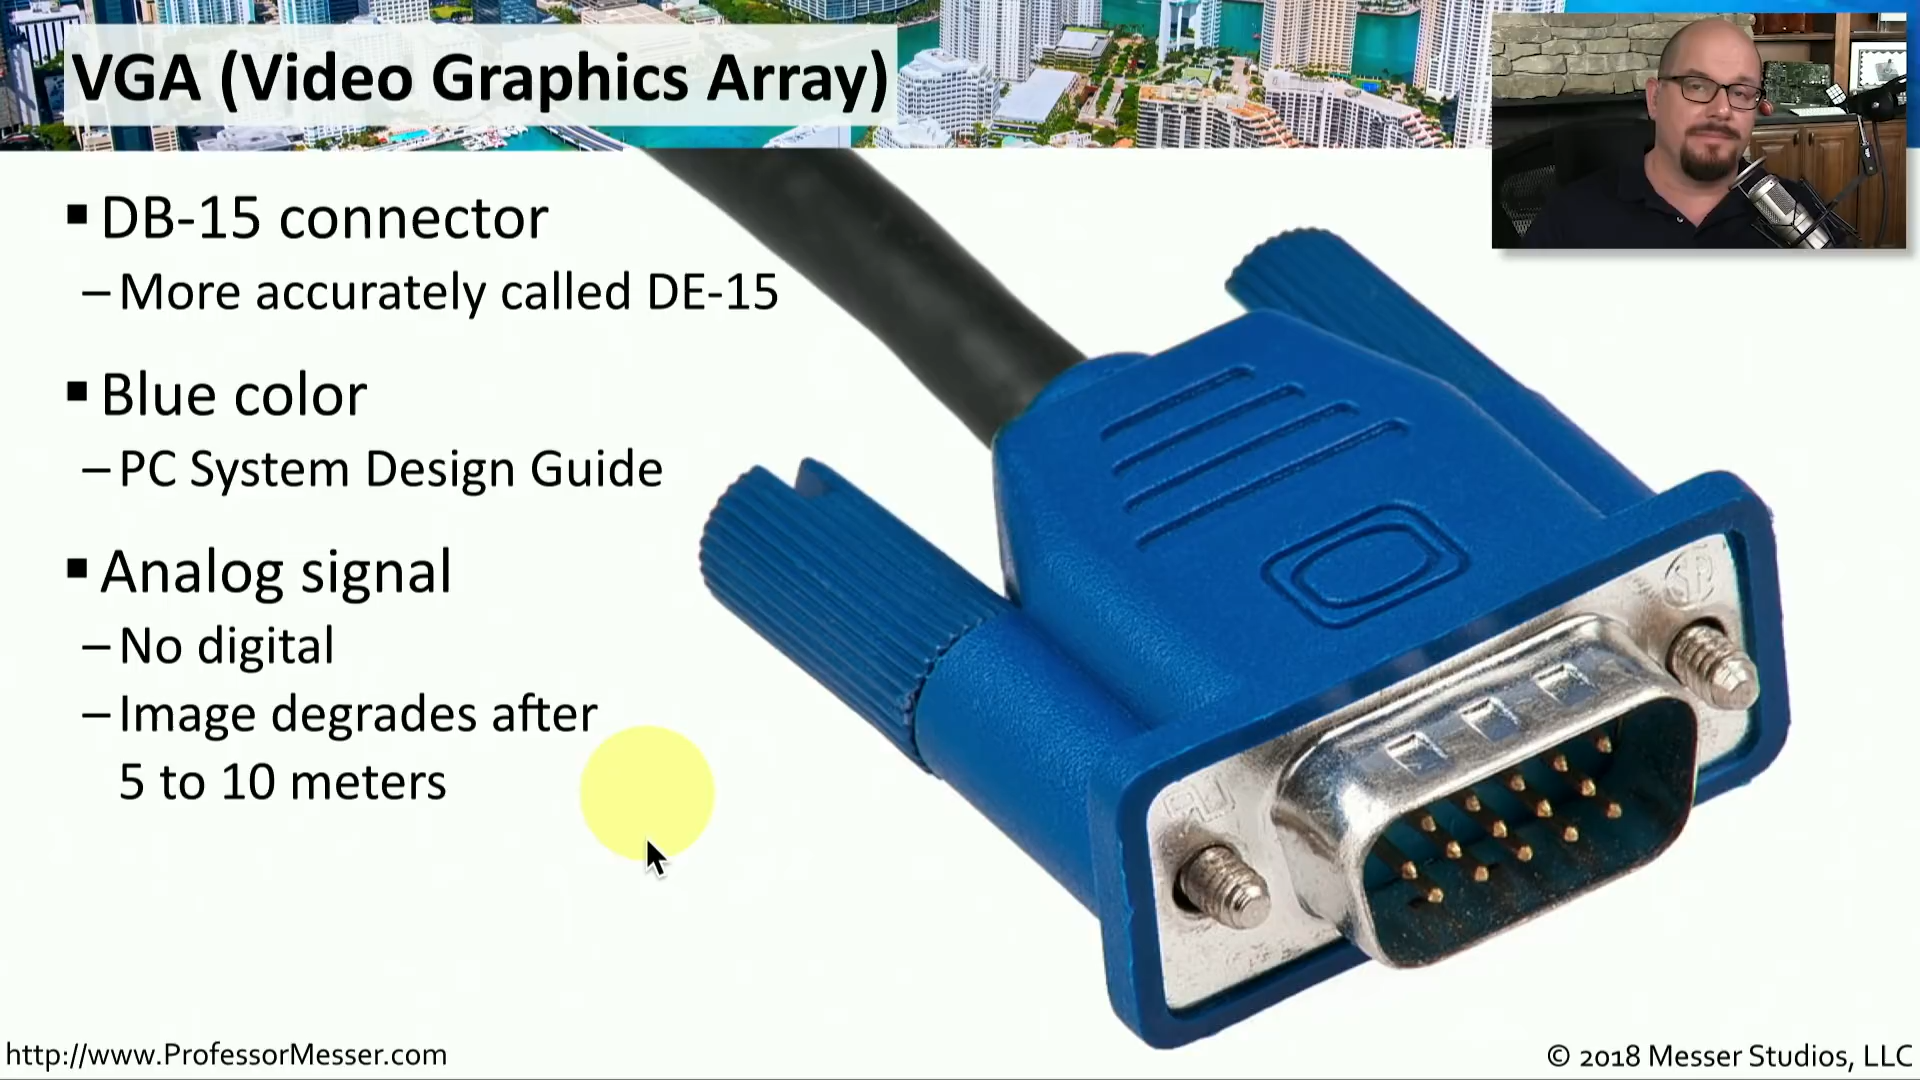 VGA (Video Graphics Array)
▪ DB-15 connector
– More accurately called DE-15
▪ Blue color
– PC System Design Guide
▪ Analog signal
– No digital
– Image degrades after
5 to 10 meters
http://www.ProfessorMesser.com
© 2018 Messer Studios, LLC